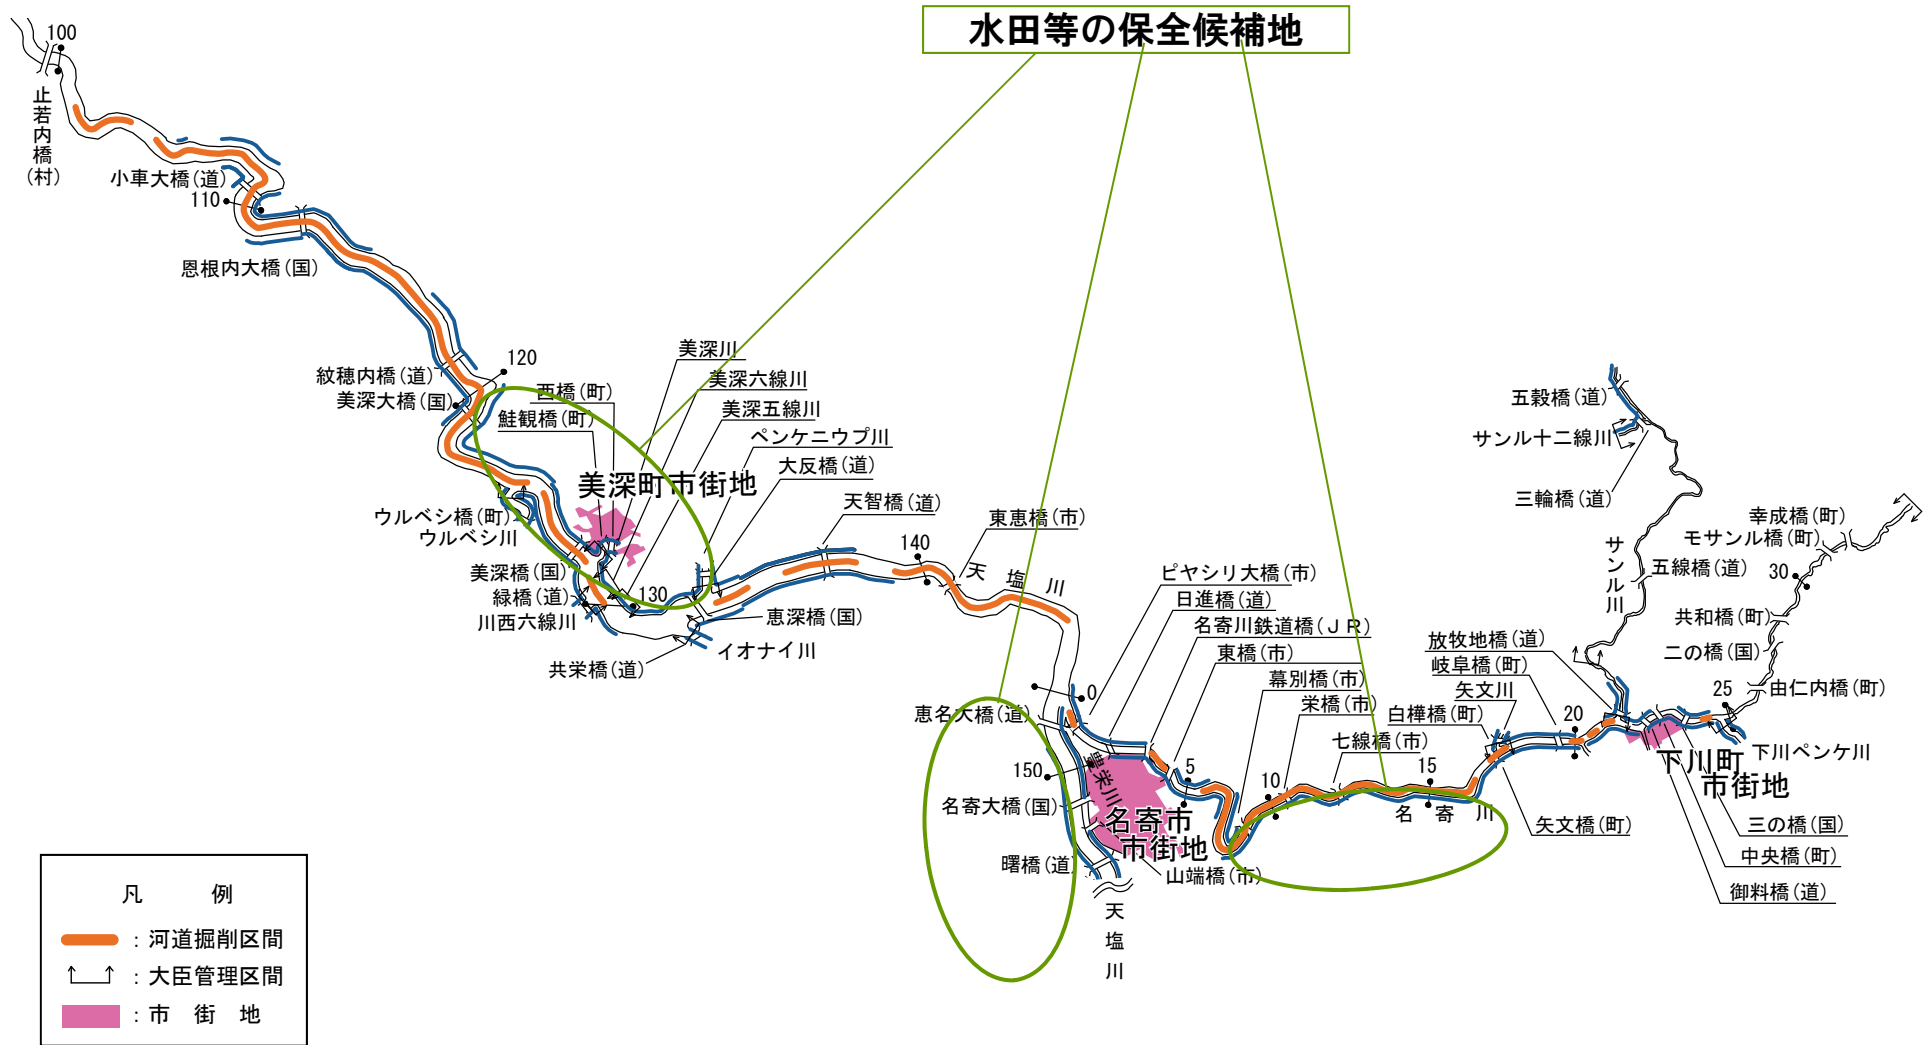 水田等の保全候補地
100
止若内橋(村)
小車大橋(道)
110
恩根内大橋(国)
120
紋穂内橋(道)
美深大橋(国)
西橋(町)
鮭観橋(町)
美深川
美深六線川
美深五線川
ペンケニウプ川
大反橋(道)
天智橋(道)
美深町市街地
ウルベシ橋(町)
ウルベシ川
美深橋(国)
緑橋(道)
川西六線川
130
共栄橋(道)
イオナイ川
恵深橋(国)
140
東恵橋(市)
天塩川
ピヤシリ大橋(市)
日進橋(道)
名寄川鉄道橋(JR)
東橋(市)
幕別橋(市)
栄橋(市)
七線橋(市)
0
恵名大橋(道)
150
豊栄川
名寄大橋(国)
名寄市
市街地
曙橋(道)
山端橋(市)
天塩川
5
10
15
名寄川
20
25
30
五穀橋(道)
サンル十二線川
三輪橋(道)
サンル川
幸成橋(町)
モサンル橋(町)
五線橋(道)
共和橋(町)
二の橋(国)
由仁内橋(町)
放牧地橋(道)
岐阜橋(町)
矢文川
白樺橋(町)
矢文橋(町)
下川ペンケ川
下川町
市街地
三の橋(国)
中央橋(町)
御料橋(道)
凡例
:河道掘削区間
:大臣管理区間
:市街地